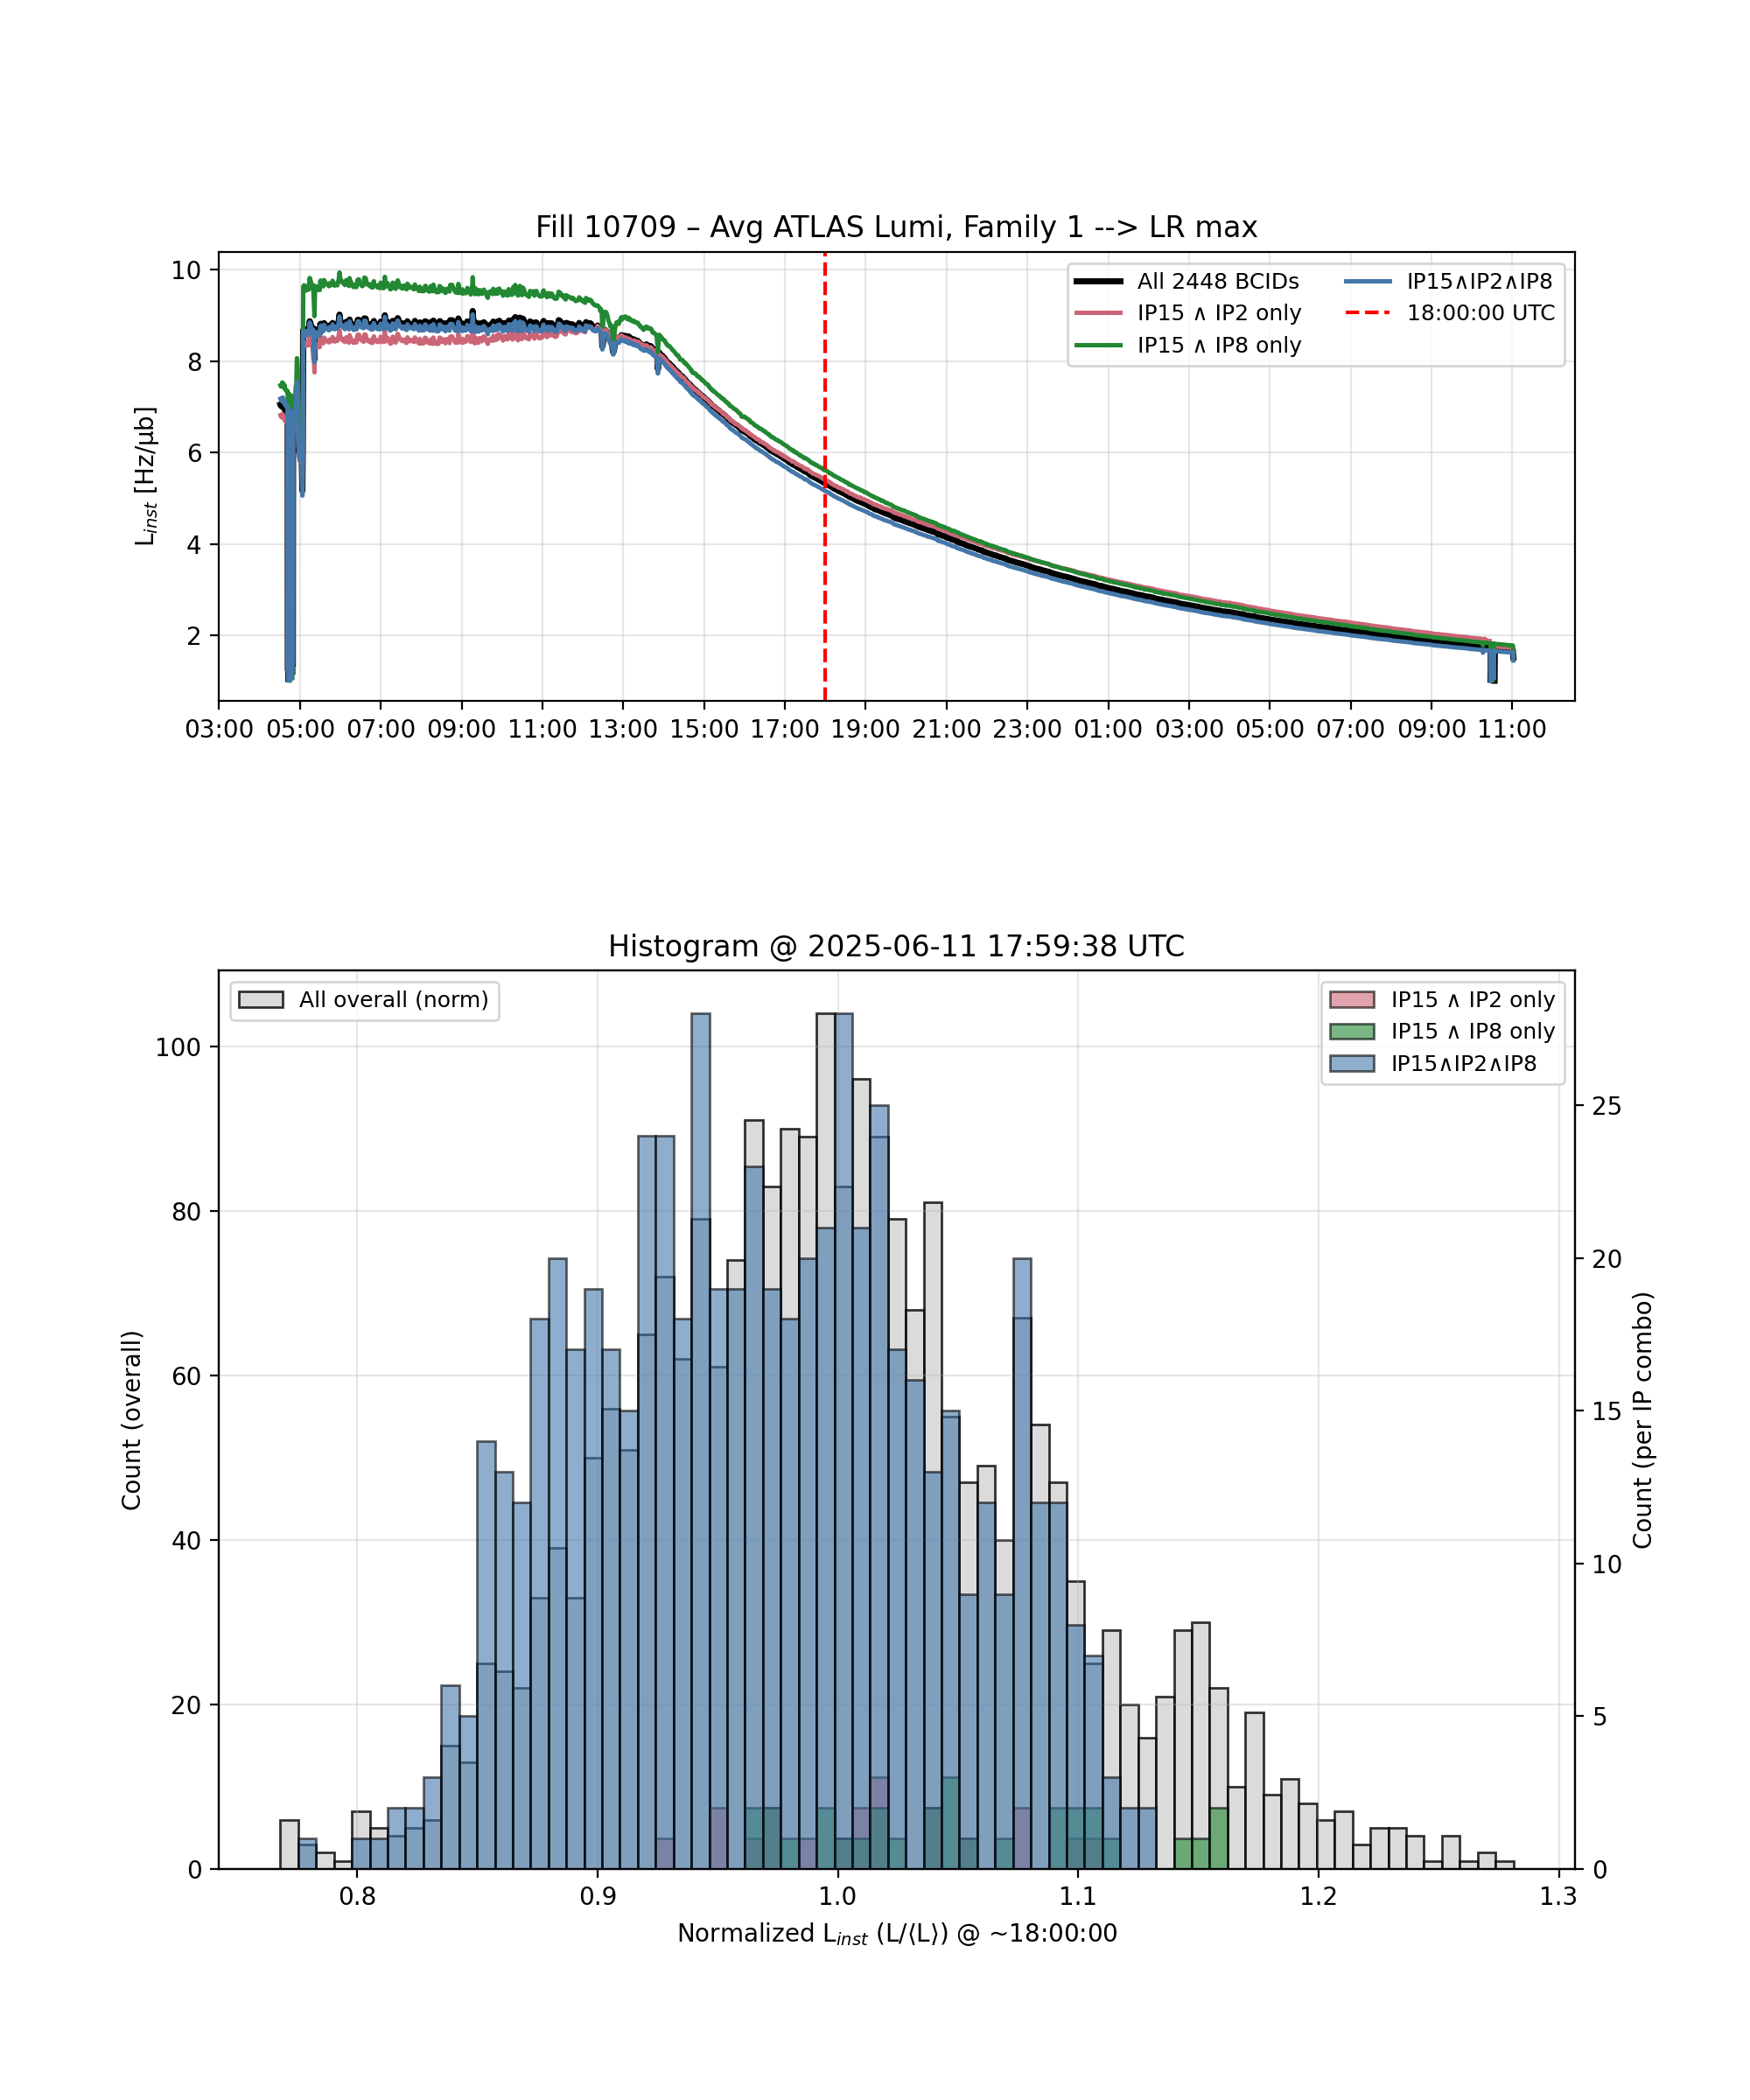 Fill 10709 – Avg ATLAS Lumi, Family 1 --> LR max
L_inst [Hz/μb]
10
8
6
4
2
All 2448 BCIDs
IP15 ∧ IP2 only
IP15 ∧ IP8 only
IP15∧IP2∧IP8
18:00:00 UTC
03:00 05:00 07:00 09:00 11:00 13:00 15:00 17:00 19:00 21:00 23:00 01:00 03:00 05:00 07:00 09:00 11:00
Histogram @ 2025-06-11 17:59:38 UTC
All overall (norm)
IP15 ∧ IP2 only
IP15 ∧ IP8 only
IP15∧IP2∧IP8
Count (overall)
100
80
60
40
20
0
25
20
15
10
5
0
Count (per IP combo)
0.8 0.9 1.0 1.1 1.2 1.3
Normalized L_inst (L/⟨L⟩) @ ~18:00:00